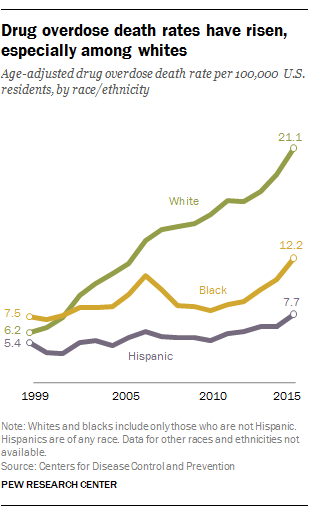 Drug overdose death rates have risen,
especially among whites
Age-adjusted drug overdose death rate per 100,000 U.S.
residents, by race/ethnicity
21.1
White
12.2
Black
7.5
7.7
6.2
5.4
Hispanic
1999 2005 2010 2015
Note: Whites and blacks include only those who are not Hispanic.
Hispanics are of any race. Data for other races and ethnicities not
available.
Source: Centers for Disease Control and Prevention
PEW RESEARCH CENTER